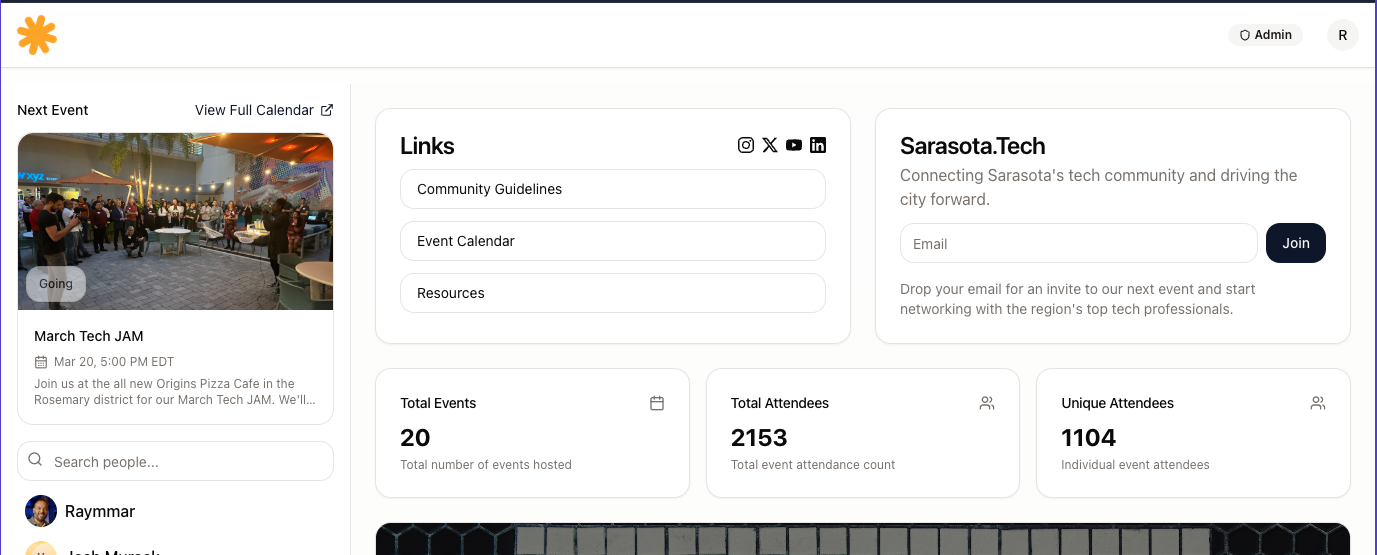 Admin
R
Next Event
View Full Calendar
Going
March Tech JAM
Mar 20, 5:00 PM EDT
Join us at the all new Origins Pizza Cafe in the
Rosemary district for our March Tech JAM. We'll...
Search people...
Raymmar
Links
Community Guidelines
Event Calendar
Resources
Sarasota.Tech
Connecting Sarasota's tech community and driving the
city forward.
Email
Join
Drop your email for an invite to our next event and start
networking with the region's top tech professionals.
Total Events
20
Total number of events hosted
Total Attendees
2153
Total event attendance count
Unique Attendees
1104
Individual event attendees